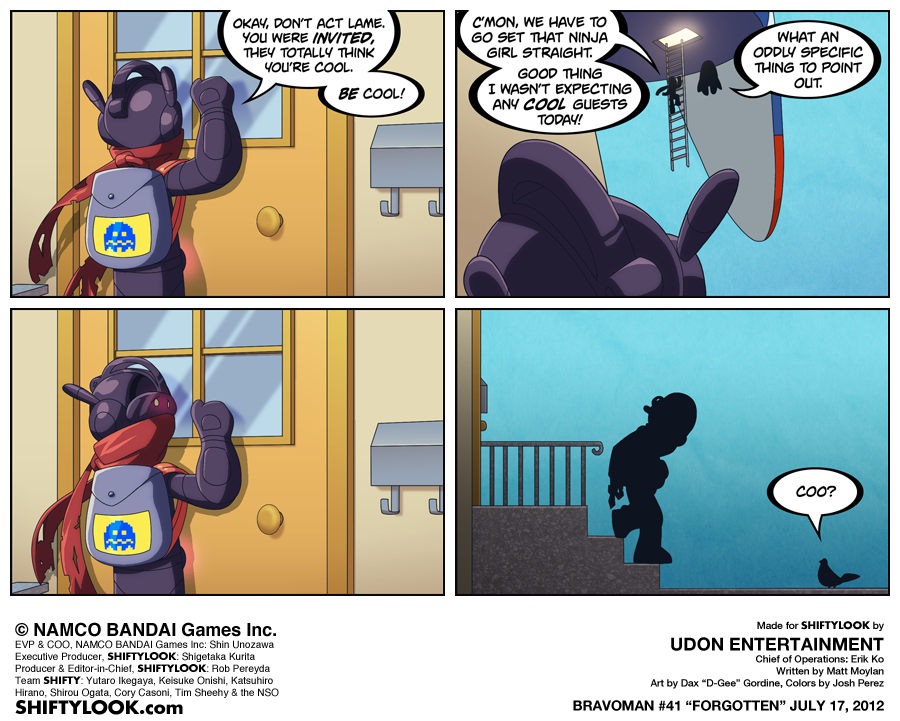 OKAY, DON'T ACT LAME.
YOU WERE INVITED,
THEY TOTALLY THINK
YOU'RE COOL.
BE COOL!
C'MON, WE HAVE TO
GO SET THAT NINJA
GIRL STRAIGHT.
GOOD THING
I WASN'T EXPECTING
ANY COOL GUESTS
TODAY!
WHAT AN
ODDLY SPECIFIC
THING TO POINT
OUT.
COO?
© NAMCO BANDAI Games Inc.
EVP & COO, NAMCO BANDAI Games Inc: Shin Unozawa
Executive Producer, SHIFTYLOOK: Shigetaka Kurita
Producer & Editor-in-Chief, SHIFTYLOOK: Rob Pereyda
Team SHIFTY: Yutaro Ikegaya, Keisuke Onishi, Katsuhiro
Hirano, Shirou Ogata, Cory Casoni, Tim Sheehy & the NSO
SHIFTYLOOK.com
Made for SHIFTYLOOK by
UDON ENTERTAINMENT
Chief of Operations: Erik Ko
Written by Matt Moylan
Art by Dax “D-Gee” Gordine, Colors by Josh Perez
BRAVOMAN #41 “FORGOTTEN” JULY 17, 2012